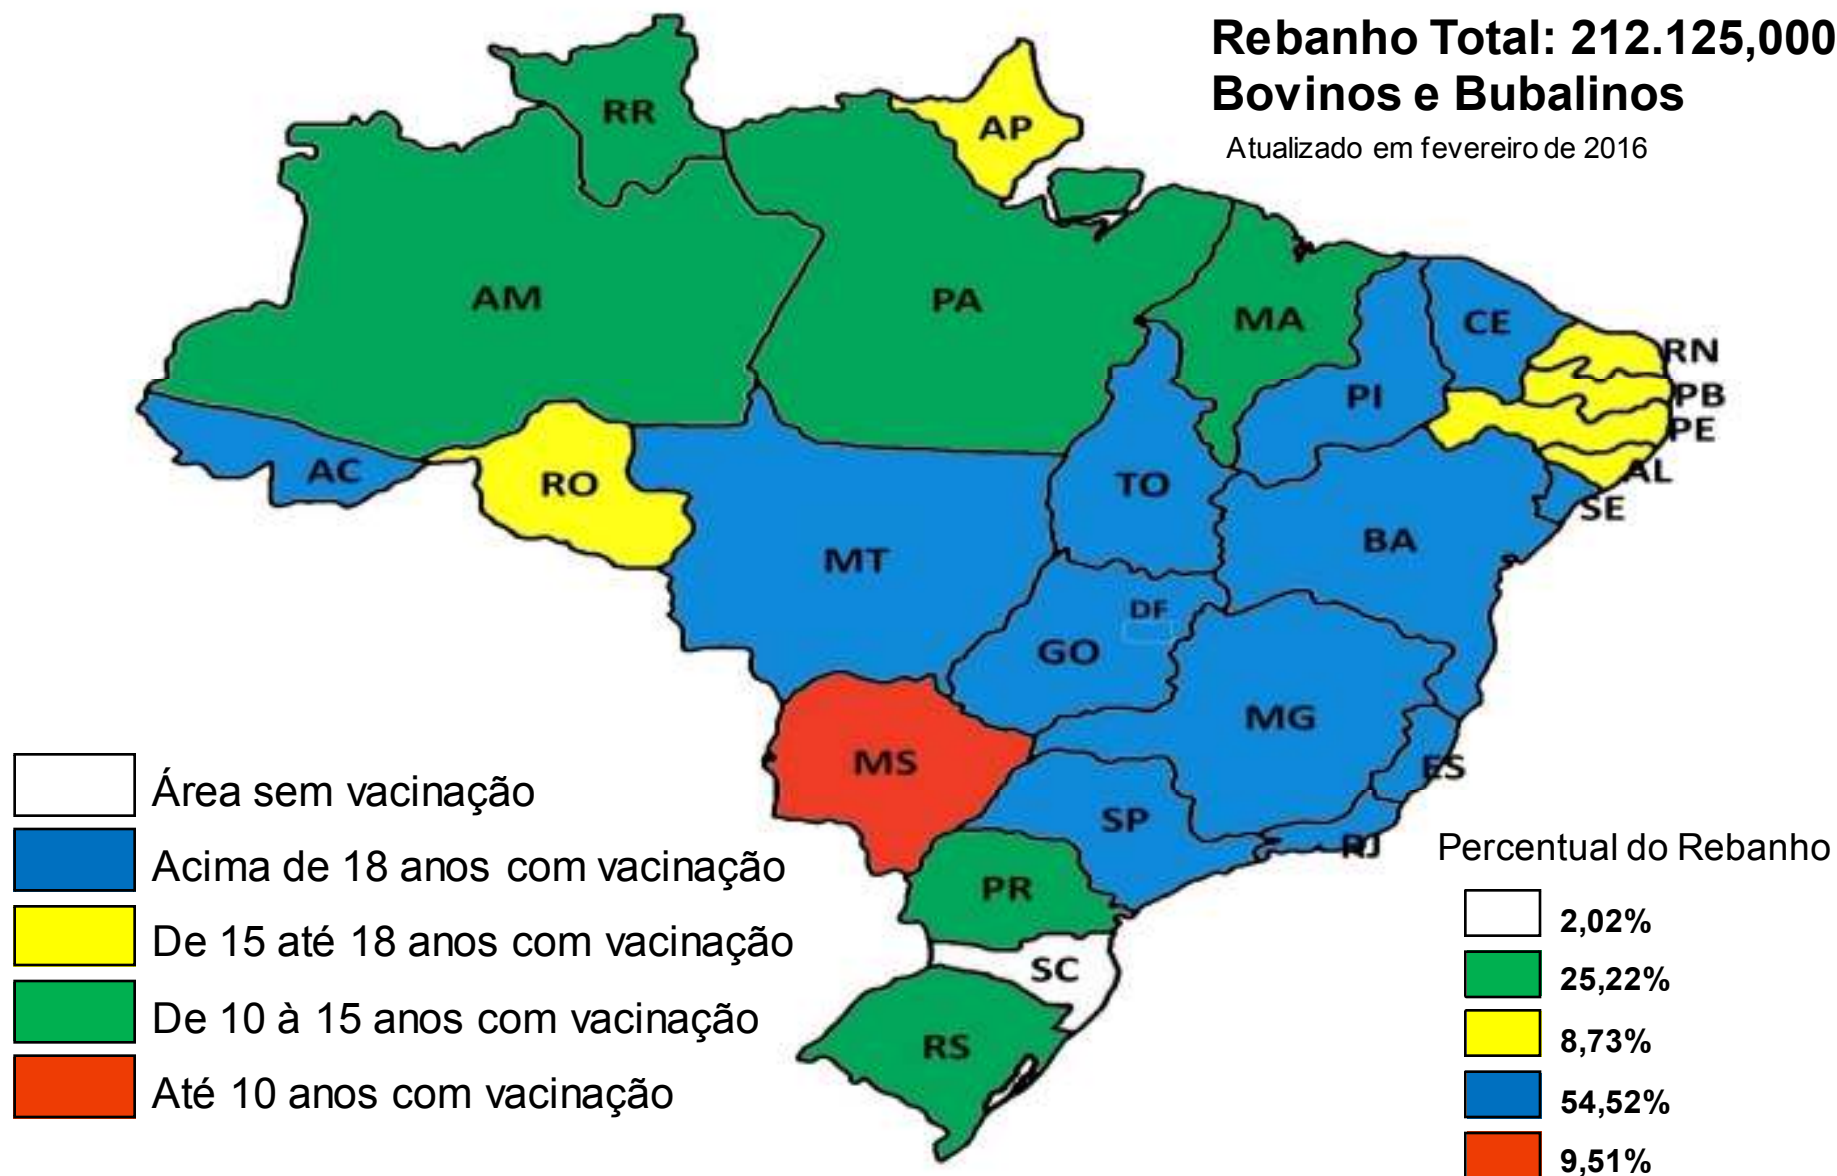 Rebanho Total: 212.125,000
Bovinos e Bubalinos
Atualizado em fevereiro de 2016
RR
AP
AM
PA
MA
CE
RN
PI
PB
PE
AC
RO
TO
AL
SE
MT
BA
DF
GO
MG
MS
ES
SP
RJ
PR
SC
RS
Área sem vacinação
Acima de 18 anos com vacinação
De 15 até 18 anos com vacinação
De 10 à 15 anos com vacinação
Até 10 anos com vacinação
Percentual do Rebanho
2,02%
25,22%
8,73%
54,52%
9,51%